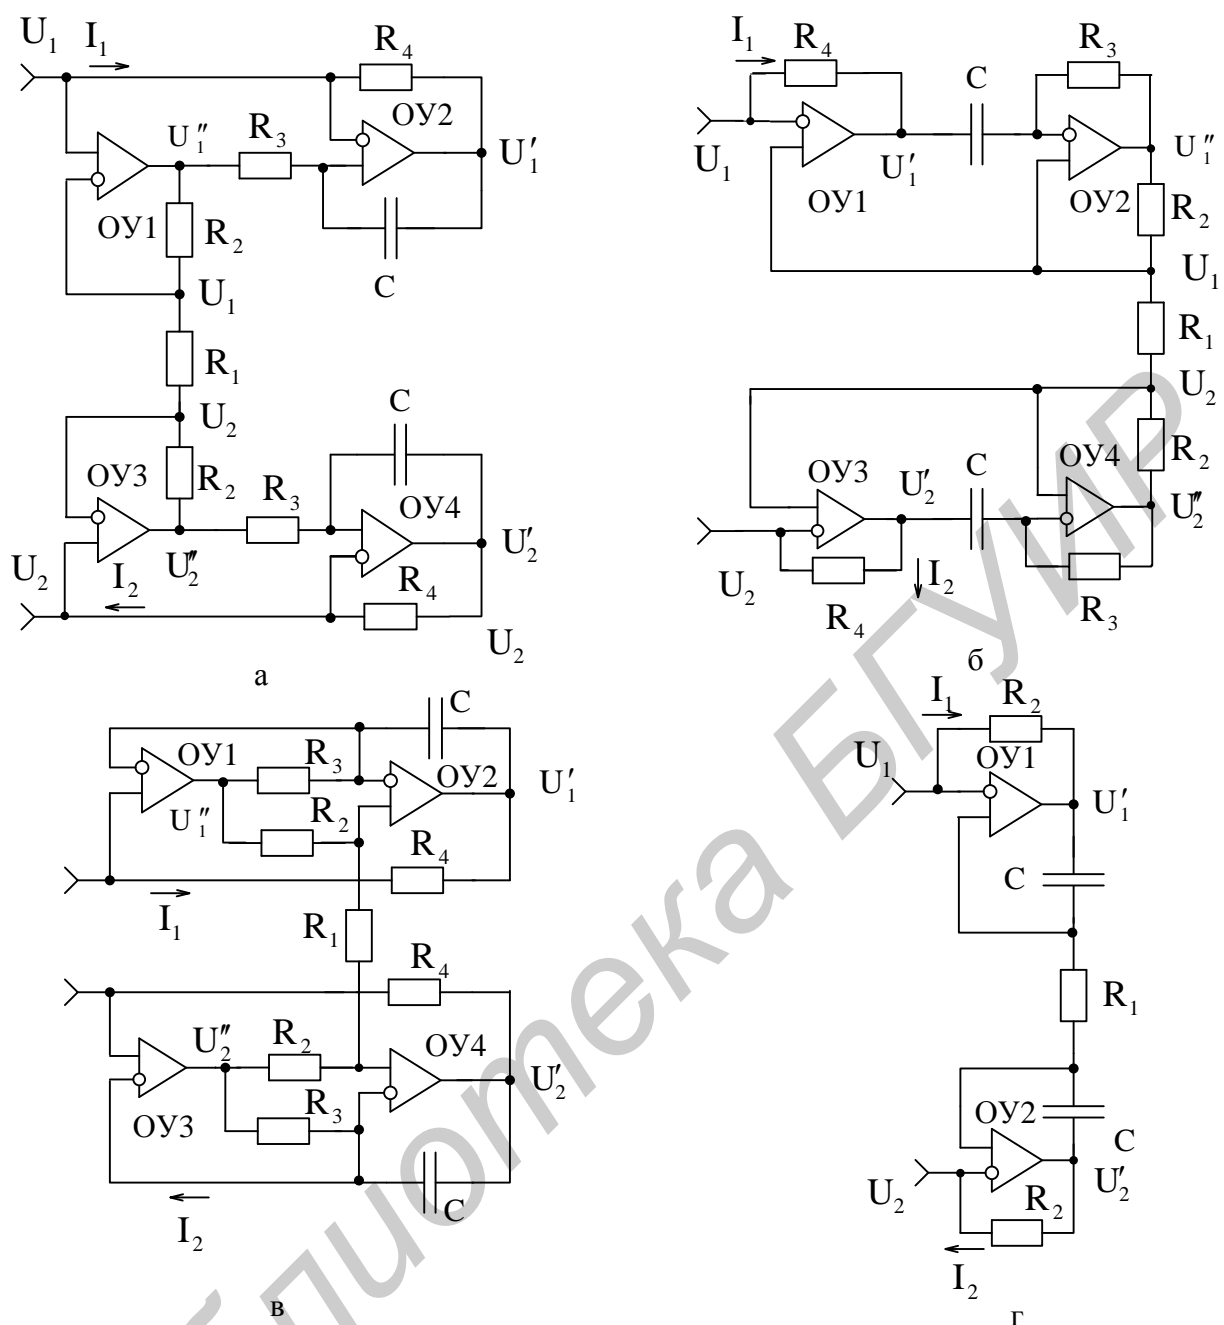 U₁ I₁ R₄
U₁″ R₃ ОУ2 U₁′
ОУ1 R₂ C
U₁
R₁
U₂ C
ОУ3 R₂ R₃ ОУ4 U₂′
U₂ I₂ U₂″ R₄
U₂
а
I₁ R₄ C R₃
U₁ U₁′ U₁″
ОУ1 ОУ2 R₂
U₁
R₁
U₂
ОУ3 U₂′ C ОУ4 R₂
U₂″
U₂ R₄ I₂ R₃
б
C
ОУ1 R₃ ОУ2 U₁′
U₁″ R₂
R₄
I₁ R₁
R₄
U₂″ R₂ ОУ4
ОУ3 R₃ U₂′
I₂ C
в
I₁ R₂
U₁ ОУ1
U₁′
C
R₁
ОУ2 C
U₂ R₂ U₂′
I₂
г
блиотека БГУИР